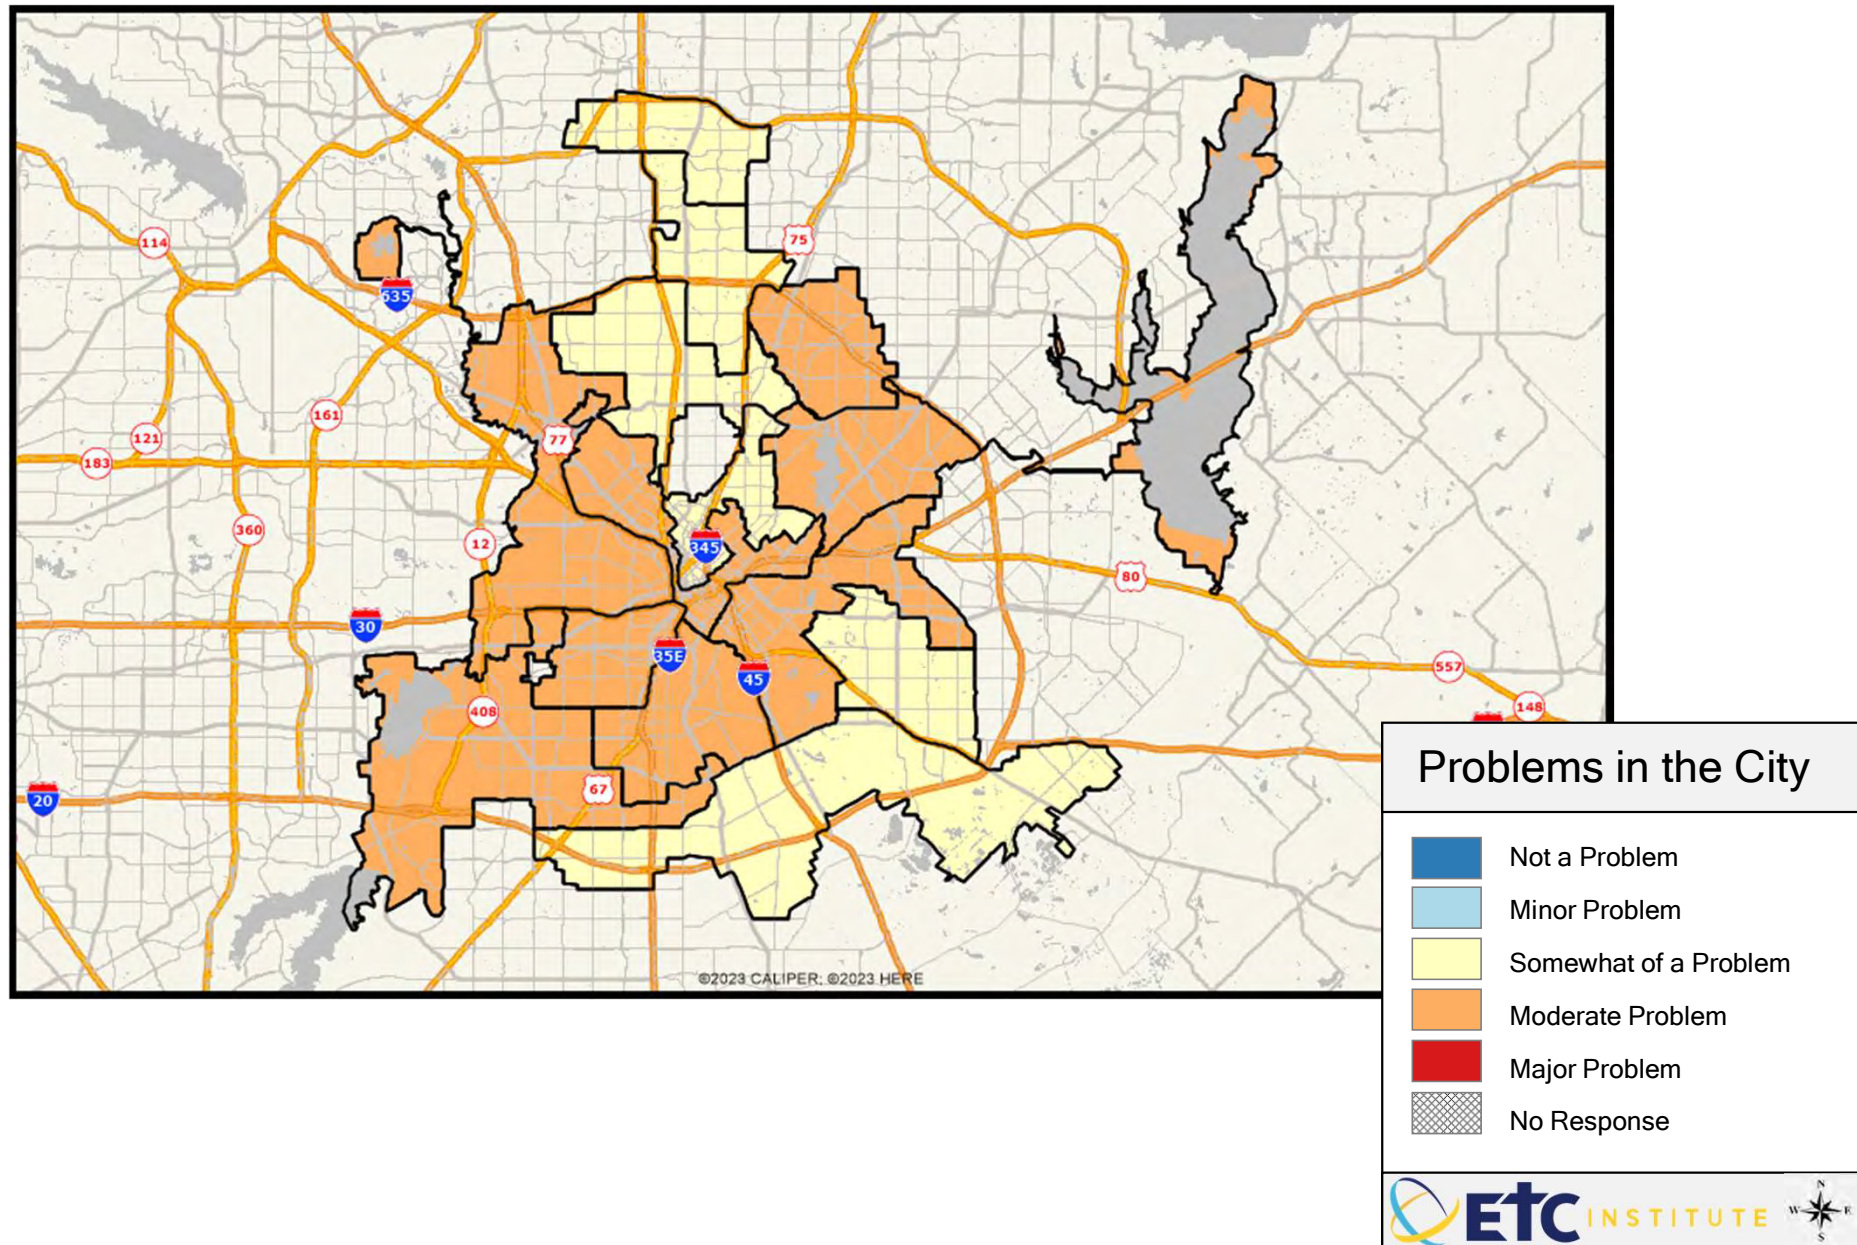 75
114
635
161
121
77
183
360
12
345
80
30
35E
45
557
408
148
67
20
©2023 CALIPER; ©2023 HERE
Problems in the City
Not a Problem
Minor Problem
Somewhat of a Problem
Moderate Problem
Major Problem
No Response
N
W E
S
ETC INSTITUTE